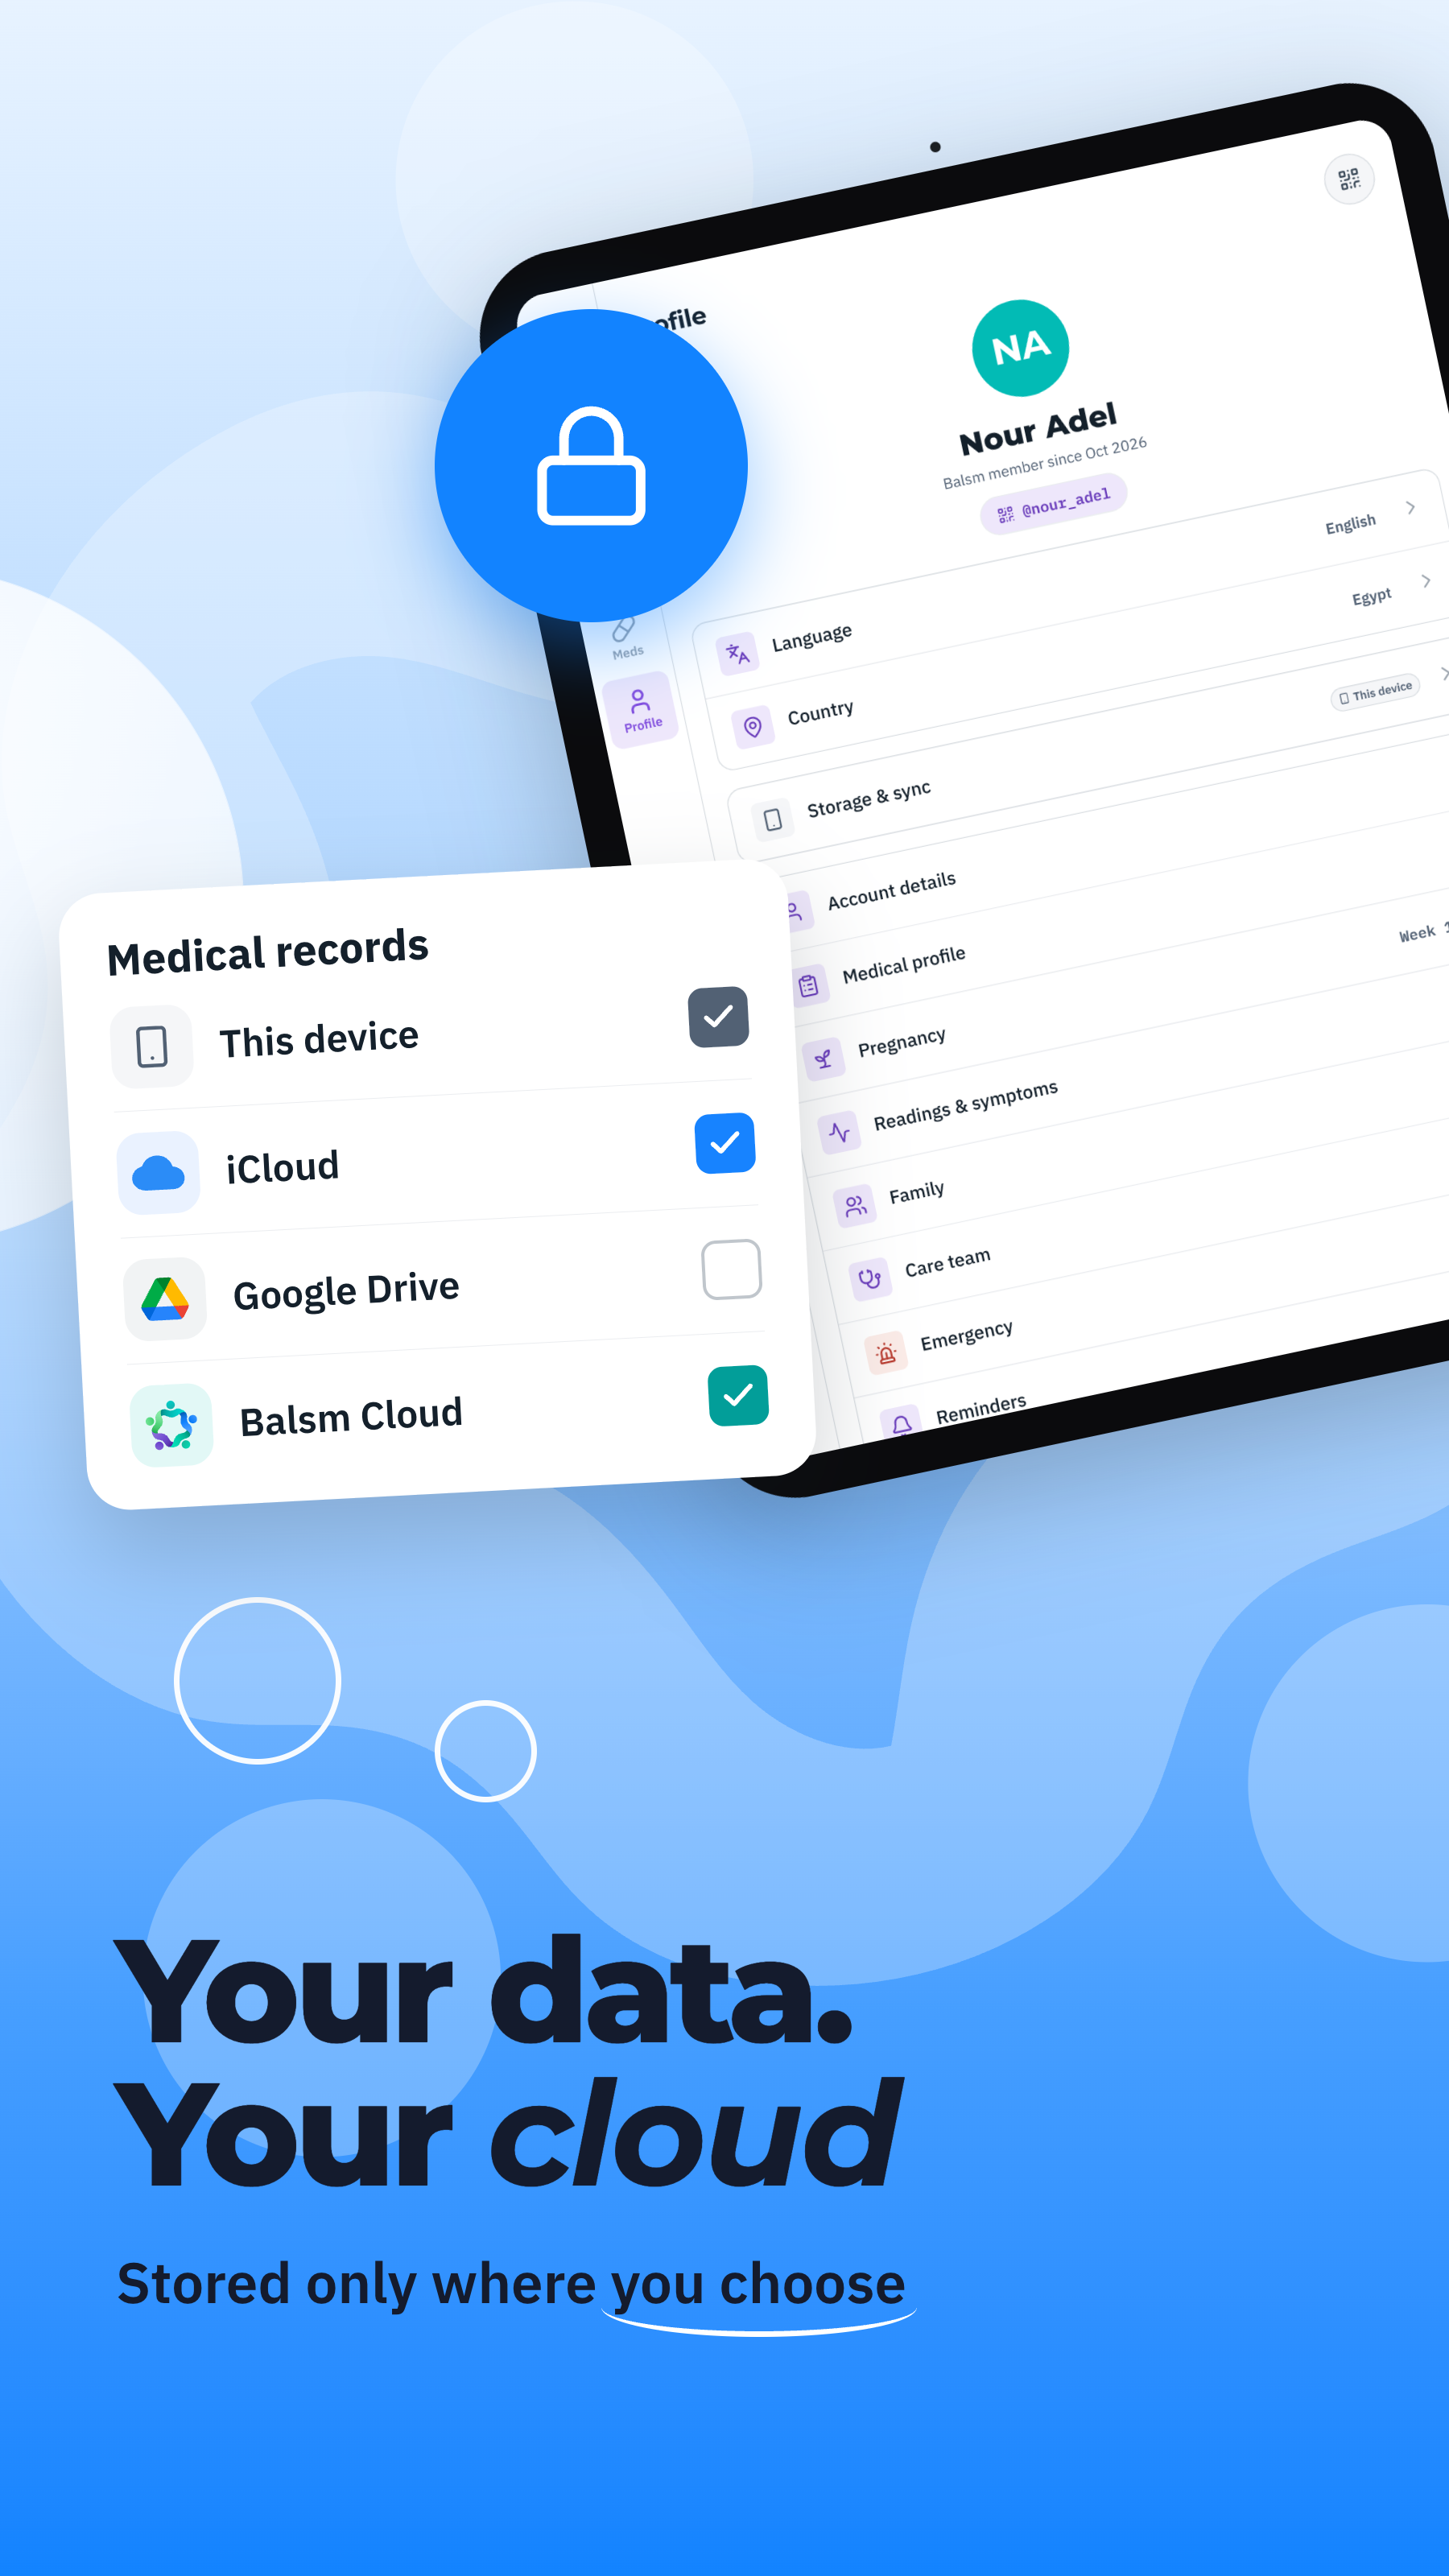 ofile
NA
Nour Adel
Balsm member since Oct 2026
@nour_adel
Meds
Profile
Language English
Country Egypt
Storage & sync This device
Account details
Medical profile
Pregnancy Week
Readings & symptoms
Family
Care team
Emergency
Reminders
Medical records
This device
iCloud
Google Drive
Balsm Cloud
Your data.
Your cloud
Stored only where you choose